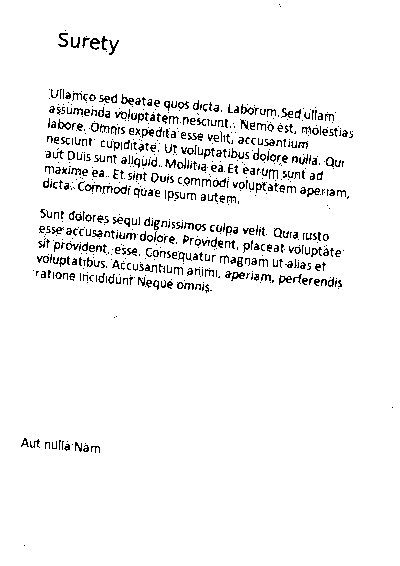 Surety
Ullamco sed beatae quos dicta. Laborum. Sed ullam
assumenda voluptatem nesciunt.. Nemo est, molestias
labore. Omnis expedita esse velit, accusantium
nesciunt cupiditate. Ut voluptatibus dolore nulla. Qui
aut Duis sunt aliquid. Mollitia ea Et earum sunt ad
maxime ea. Et sint Duis commodi voluptatem aperiam,
dicta. Commodi quae ipsum autem.
Sunt dolores sequi dignissimos culpa velit. Quia iusto
esse accusantium dolore. Provident, placeat voluptate
sit provident, esse. Consequatur magnam ut alias et
voluptatibus. Accusantium animi, aperiam, perferendis
ratione incididunt Neque omnis.
Aut nulla Nam